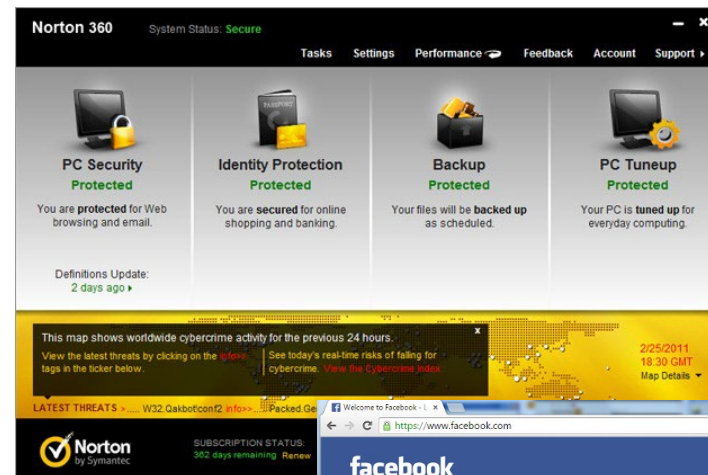 Norton 360 System Status: Secure
Tasks Settings Performance Feedback Account Support
PC Security
Protected
You are protected for Web
browsing and email.
Definitions Update:
2 days ago
Identity Protection
Protected
You are secured for online
shopping and banking.
Backup
Protected
Your files will be backed up
as scheduled.
PC Tuneup
Protected
Your PC is tuned up for
everyday computing.
This map shows worldwide cybercrime activity for the previous 24 hours. x
View the latest threats by clicking on the info>>
tags in the ticker below.
See today's real-time risks of falling for
cybercrime. View the Cybercrime Index
2/25/2011
18:30 GMT
Map Details
LATEST THREATS >..... W32.Qakbot!conf2 info>>...Packed.Ge
Norton
by Symantec
SUBSCRIPTION STATUS:
362 days remaining Renew
PASSPORT
Welcome to Facebook - L
https://www.facebook.com
facebook